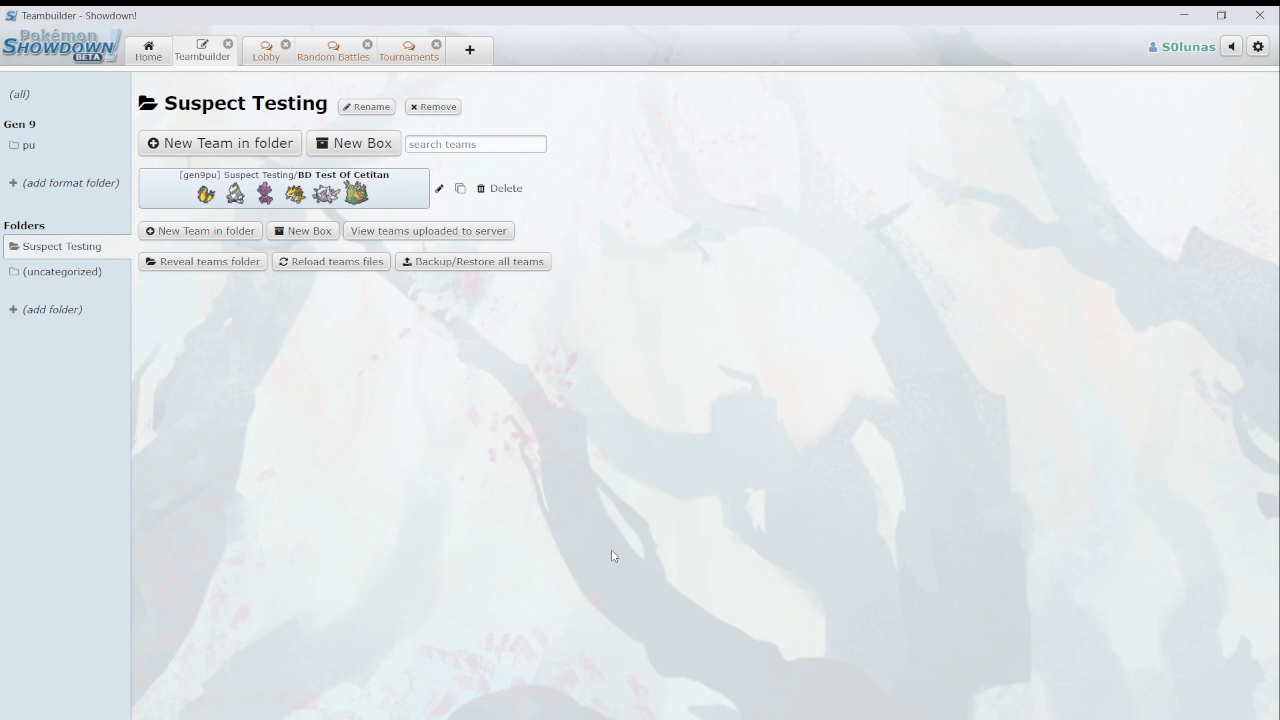 Teambuilder - Showdown!
Pokémon
SHOWDOWN!
BETA
Home
Teambuilder
Lobby
Random Battles
Tournaments
S0lunas
(all)
Gen 9
pu
(add format folder)
Folders
Suspect Testing
(uncategorized)
(add folder)
Suspect Testing
Rename
Remove
New Team in folder
New Box
search teams
[gen9pu] Suspect Testing/BD Test Of Cetitan
Delete
New Team in folder
New Box
View teams uploaded to server
Reveal teams folder
Reload teams files
Backup/Restore all teams